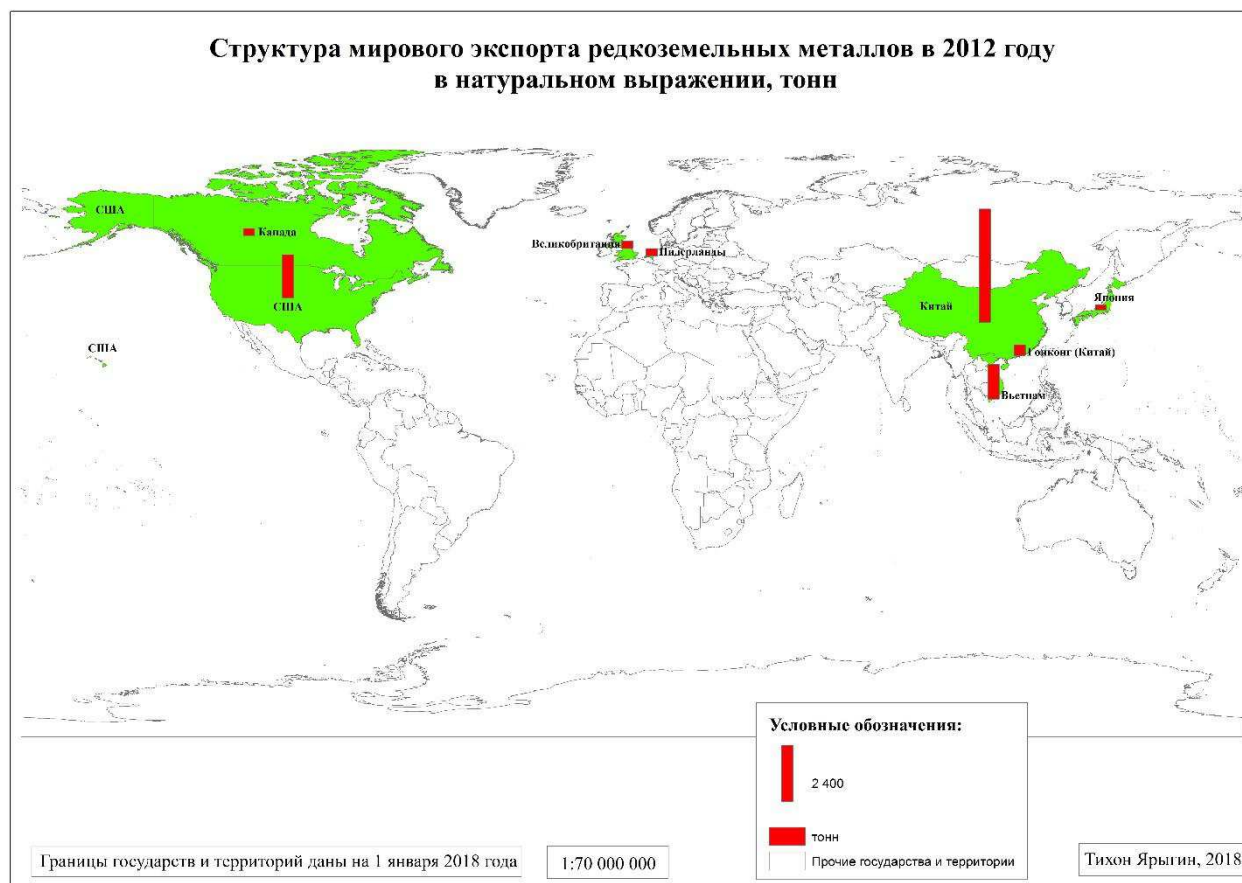 Структура мирового экспорта редкоземельных металлов в 2012 году
в натуральном выражении, тонн
США
Канада
Великобритания
Нидерланды
США
Китай
Япония
США
Гонконг (Китай)
Вьетнам
Условные обозначения:
2 400
тонн
Прочие государства и территории
Границы государств и территорий даны на 1 января 2018 года
1:70 000 000
Тихон Ярыгин, 2018